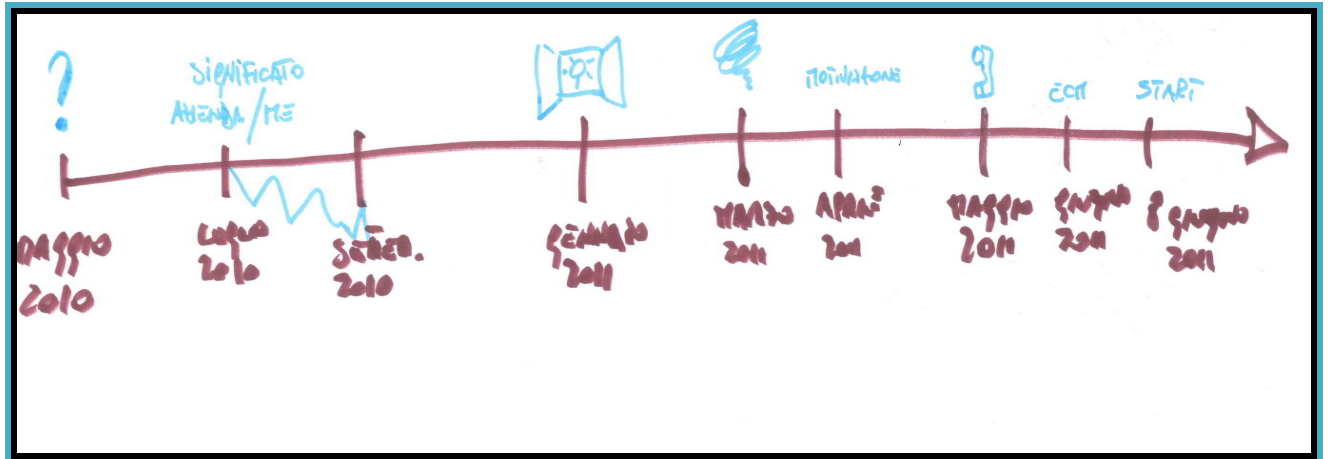 ?
SIGNIFICATO
AZIENDA/ME
MOTIVAZIONE
ECM
START
MAGGIO
2010
LUGLIO
2010
SETTEM.
2010
GENNAIO
2011
MARZO
2011
APRILE
2011
MAGGIO
2011
GIUGNO
2011
8 GIUGNO
2011